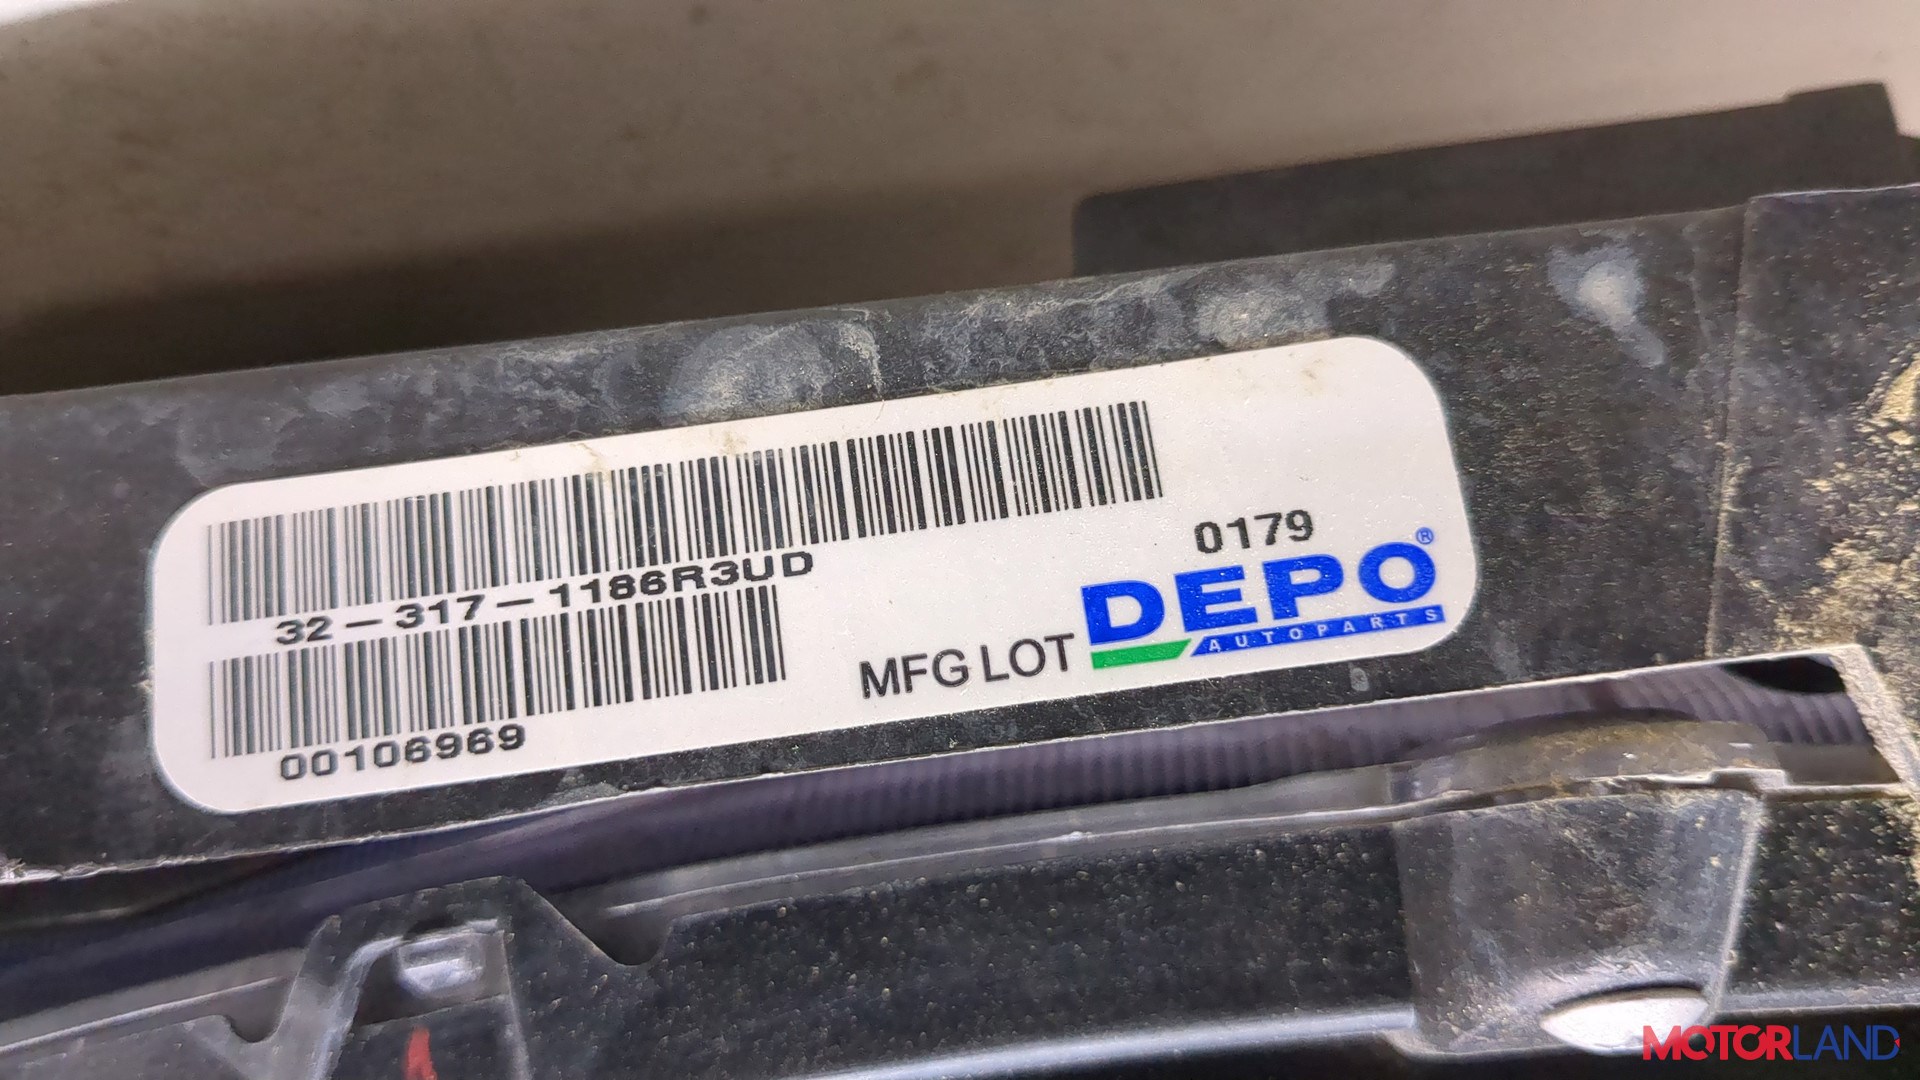 32-317-1186R3UD
00106969
0179
MFG LOT
DEPO®
AUTOPARTS
MOTORLAND